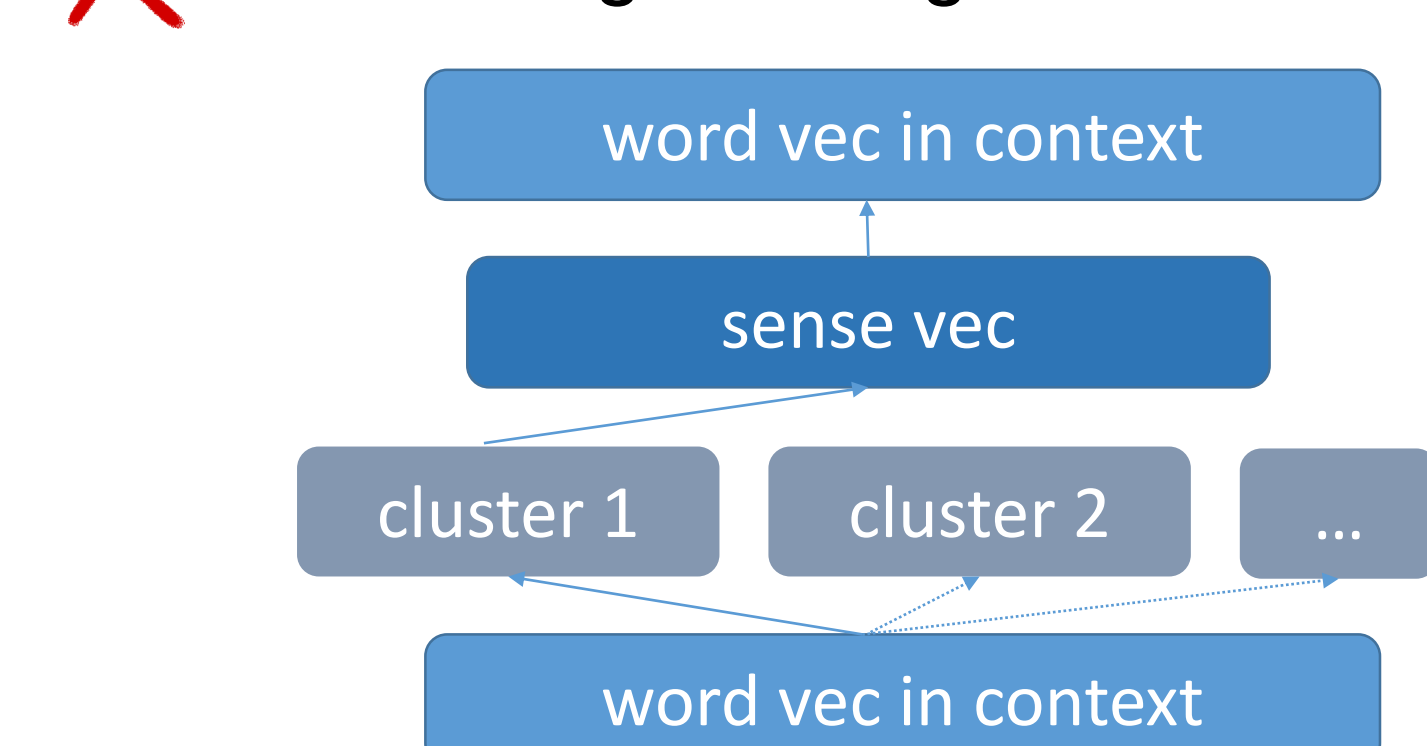 word vec in context
sense vec
cluster 1
cluster 2
...
word vec in context